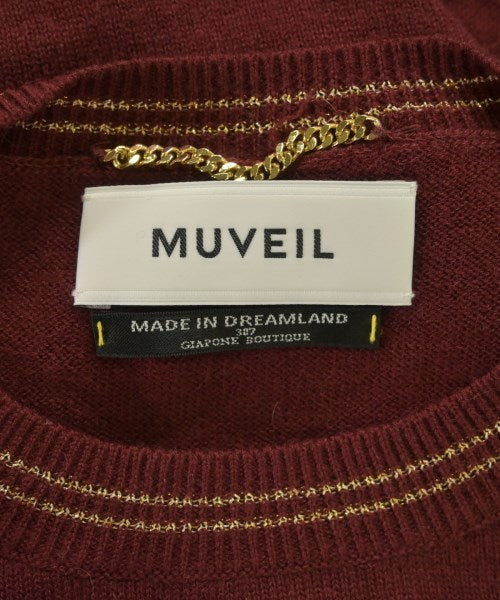 MUVEIL
MADE IN DREAMLAND
387
GIAPONE BOUTIQUE